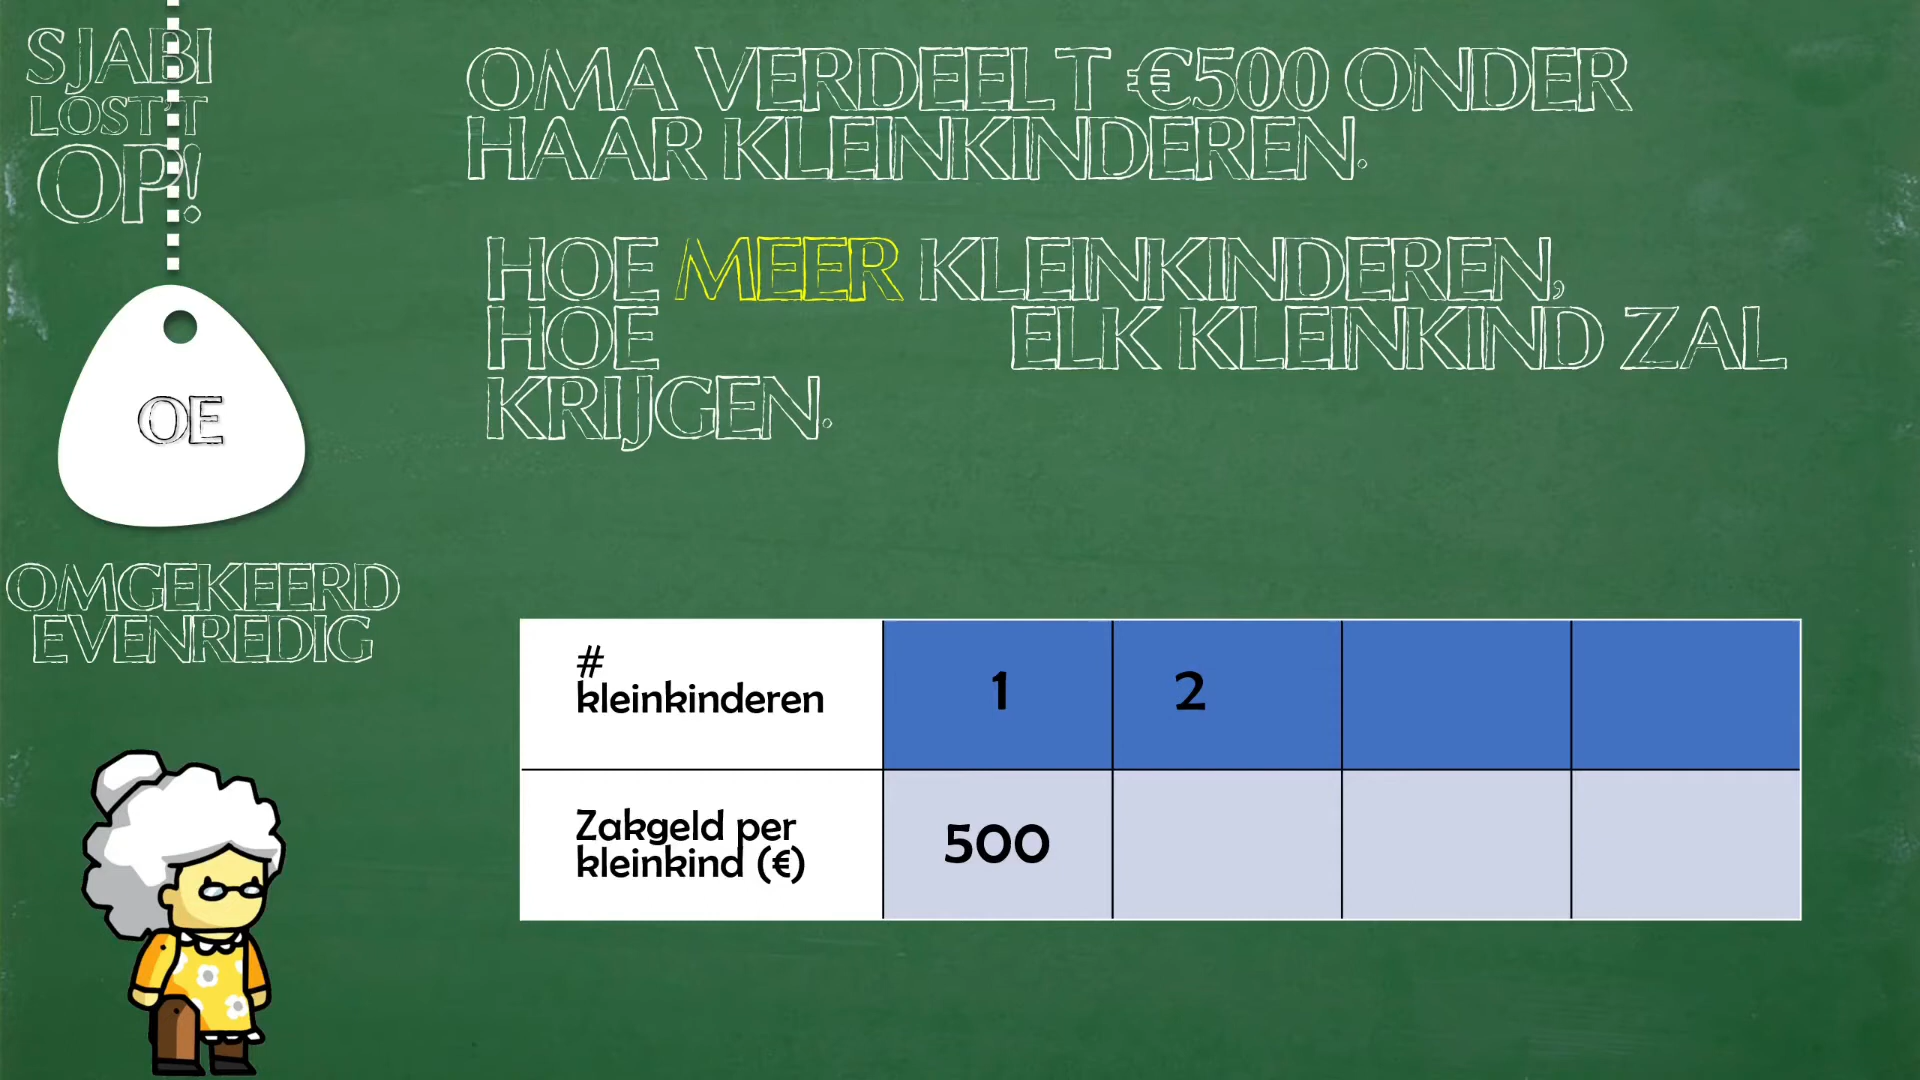 SJABI
LOST'T
OP!
OE
OMGEKEERD
EVENREDIG
OMA VERDEELT €500 ONDER
HAAR KLEINKINDEREN.
HOE MEER KLEINKINDEREN,
HOE ELK KLEINKIND ZAL
KRIJGEN.
# kleinkinderen 1 2
Zakgeld per kleinkind (€) 500